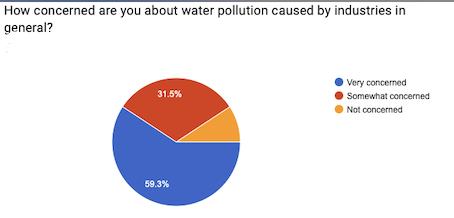 How concerned are you about water pollution caused by industries in
general?
31.5%
59.3%
Very concerned
Somewhat concerned
Not concerned